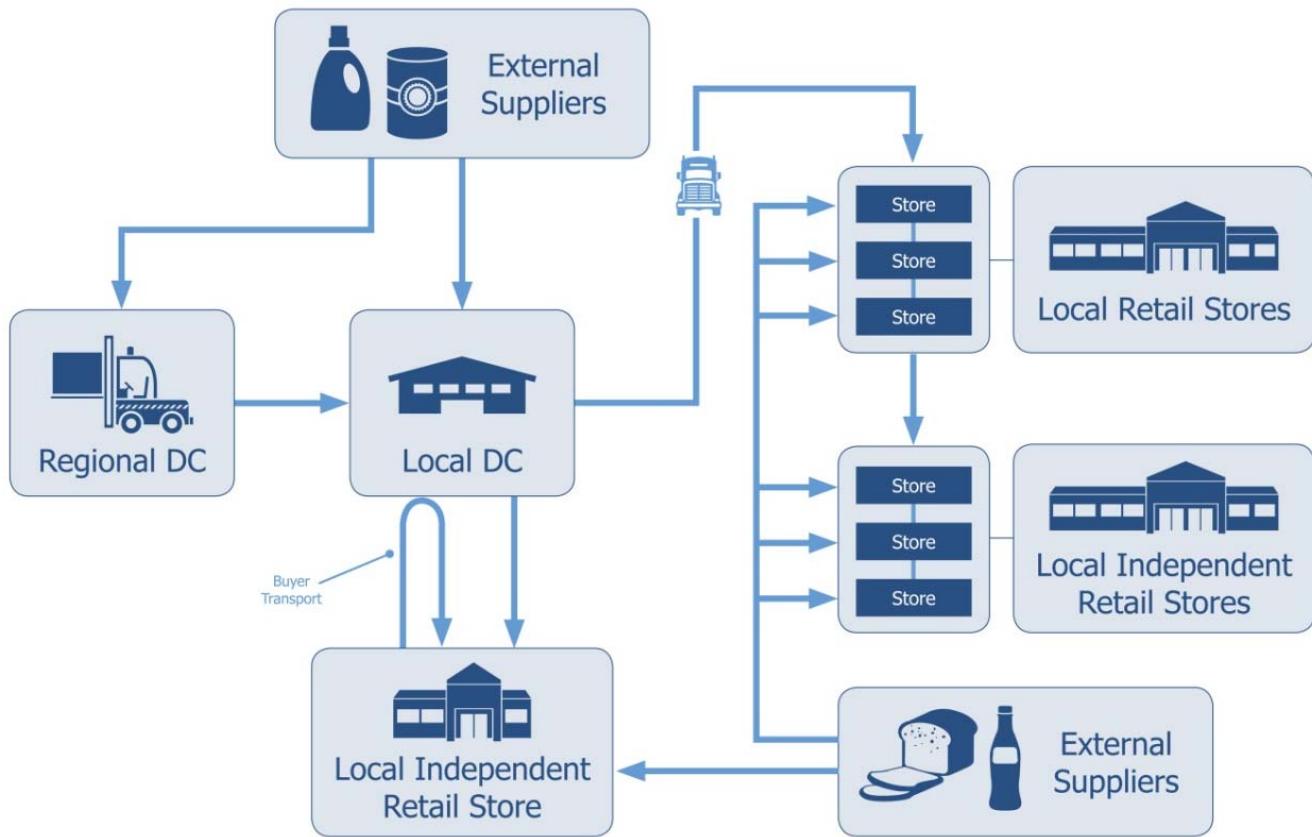 External
Suppliers
Store
Store
Store
Local Retail Stores
Regional DC
Local DC
Store
Store
Store
Local Independent
Retail Stores
Buyer
Transport
Local Independent
Retail Store
External
Suppliers